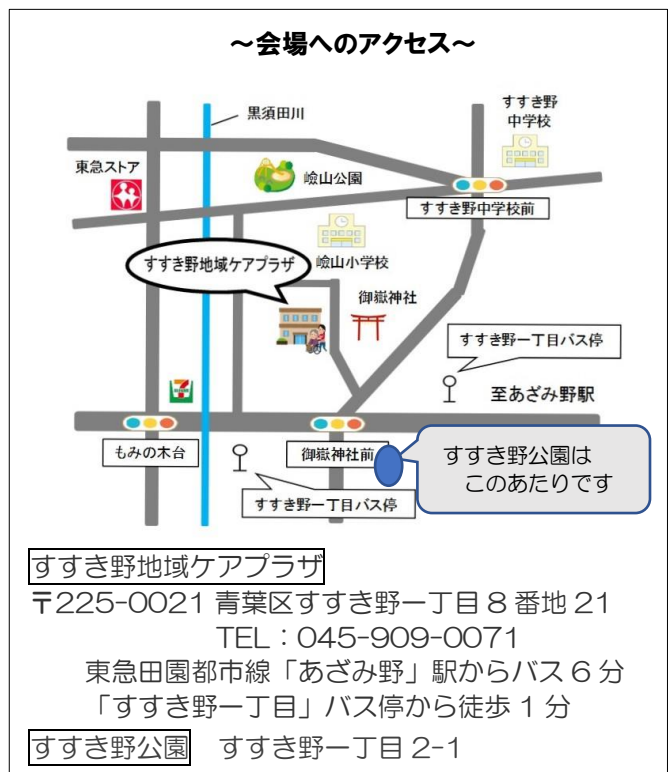 ～会場へのアクセス～
黒須田川
すすき野
中学校
東急ストア
嶮山公園
すすき野中学校前
すすき野地域ケアプラザ
嶮山小学校
御嶽神社
すすき野一丁目バス停
至あざみ野駅
もみの木台
御嶽神社前
すすき野公園は
このあたりです
すすき野一丁目バス停
すすき野地域ケアプラザ
〒225-0021 青葉区すすき野一丁目8番地21
TEL：045-909-0071
東急田園都市線「あざみ野」駅からバス6分
「すすき野一丁目」バス停から徒歩1分
すすき野公園　すすき野一丁目2-1